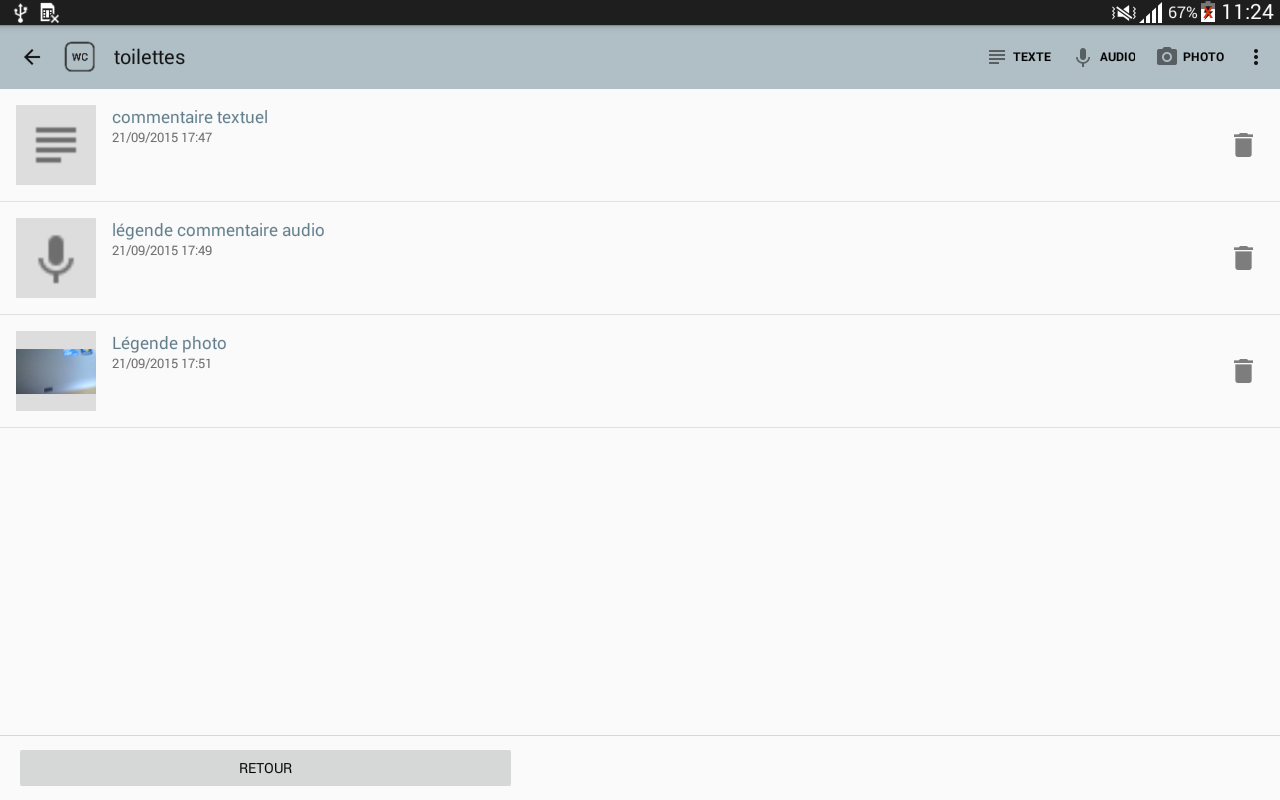 67% 11:24
WC toilettes TEXTE AUDIO PHOTO
commentaire textuel
21/09/2015 17:47
légende commentaire audio
21/09/2015 17:49
Légende photo
21/09/2015 17:51
RETOUR